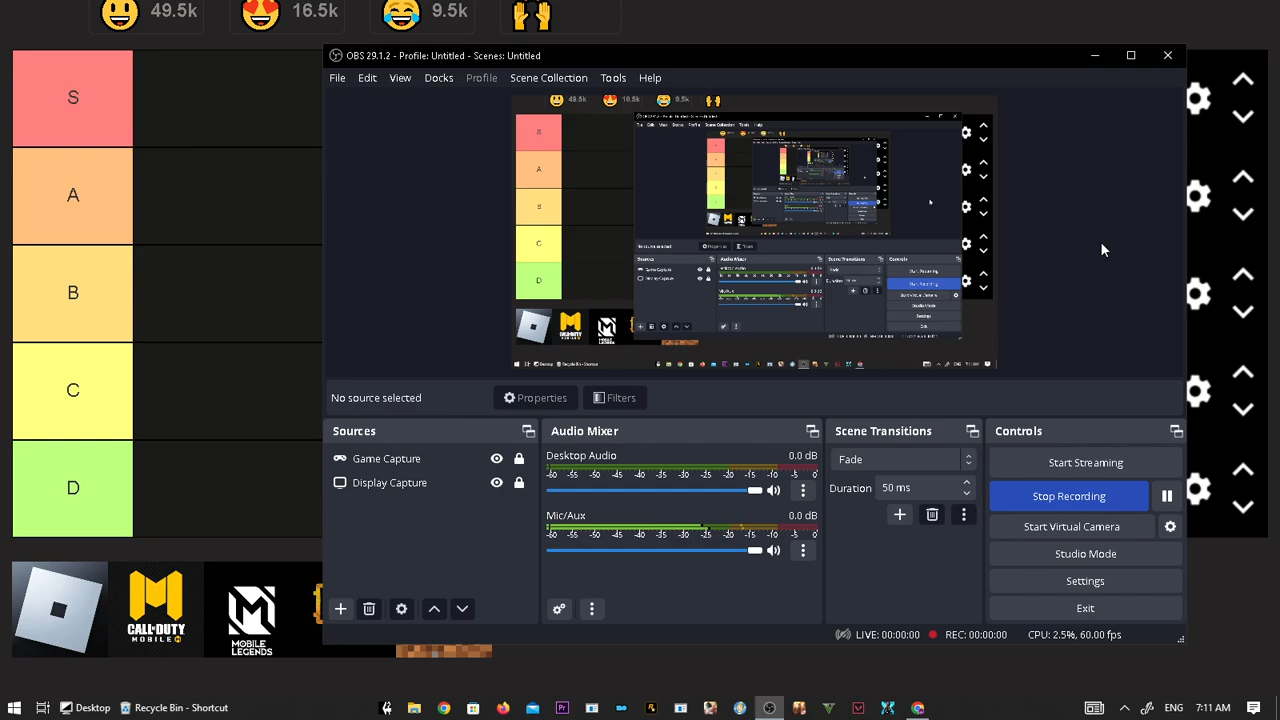 49.5k 16.5k 9.5k
OBS 29.1.2 - Profile: Untitled - Scenes: Untitled
File Edit View Docks Profile Scene Collection Tools Help
S
A
B
C
D
49.5k 16.5k 9.5k
S
A
B
C
D
No source selected Properties Filters
Sources Audio Mixer Scene Transitions Controls
Game Capture
Display Capture
Desktop Audio 0.0 dB
-60 -55 -50 -45 -40 -35 -30 -25 -20 -15 -10 -5 0
Mic/Aux 0.0 dB
-60 -55 -50 -45 -40 -35 -30 -25 -20 -15 -10 -5 0
Fade
Duration 50 ms
Start Streaming
Stop Recording
Start Virtual Camera
Studio Mode
Settings
Exit
LIVE: 00:00:00 REC: 00:00:00 CPU: 2.5%, 60.00 fps
CALL·DUTY
MOBILE
MOBILE
LEGENDS
Desktop Recycle Bin - Shortcut ENG 7:11 AM